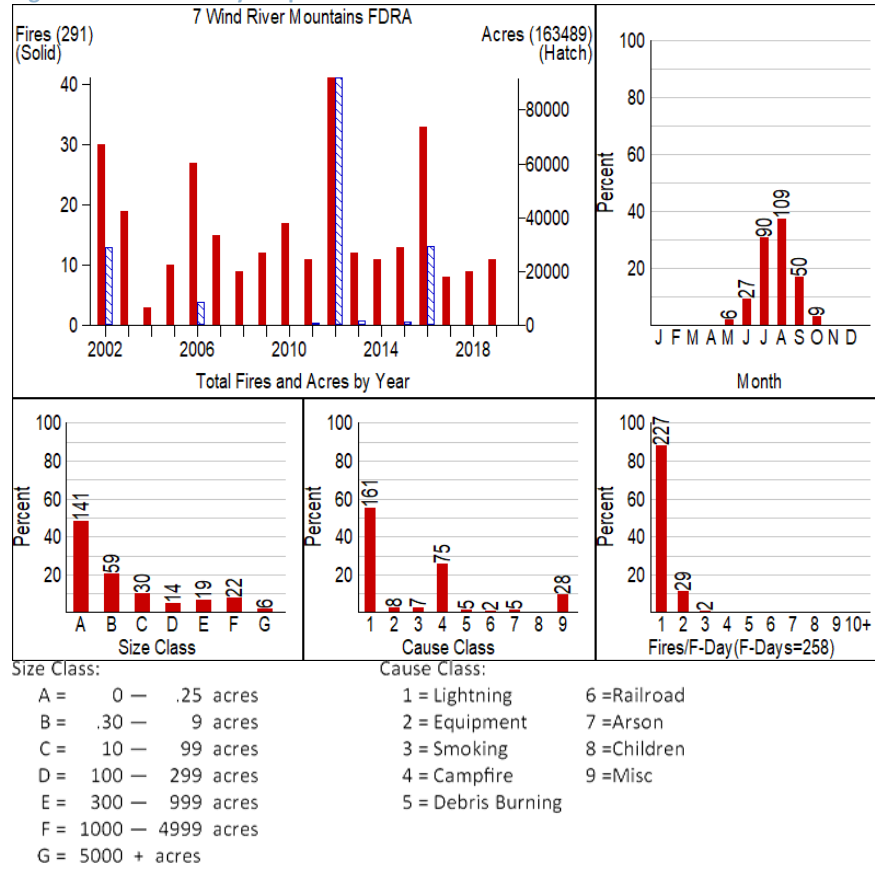 7 Wind River Mountains FDRA
Fires (291)
(Solid)
Acres (163489)
(Hatch)
40
30
20
10
0
80000
60000
40000
20000
0
2002 2006 2010 2014 2018
Total Fires and Acres by Year
Percent
100
80
60
40
20
6 27 90 109 50 9
J F M A M J J A S O N D
Month
Percent
100
80
60
40
20
141 59 30 14 19 22 6
A B C D E F G
Size Class
Percent
100
80
60
40
20
161 8 7 75 5 2 5 28
1 2 3 4 5 6 7 8 9
Cause Class
Percent
100
80
60
40
20
227 29 2
1 2 3 4 5 6 7 8 9 10+
Fires/F-Day(F-Days=258)
Size Class:
A = 0 — .25 acres
B = .30 — 9 acres
C = 10 — 99 acres
D = 100 — 299 acres
E = 300 — 999 acres
F = 1000 — 4999 acres
G = 5000 + acres
Cause Class:
1 = Lightning
2 = Equipment
3 = Smoking
4 = Campfire
5 = Debris Burning
6 =Railroad
7 =Arson
8 =Children
9 =Misc